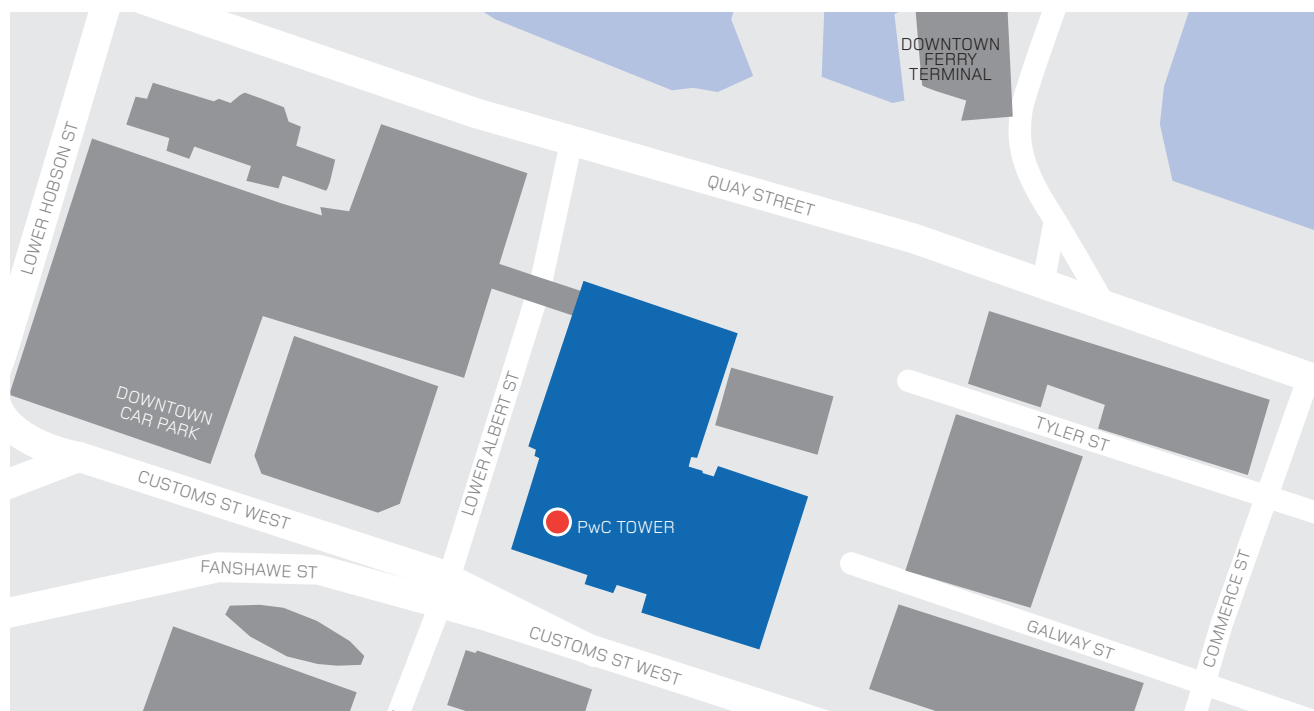 DOWNTOWN
FERRY
TERMINAL
LOWER HOBSON ST
QUAY STREET
DOWNTOWN
CAR PARK
LOWER ALBERT ST
TYLER ST
CUSTOMS ST WEST
PwC TOWER
FANSHAWE ST
COMMERCE ST
GALWAY ST
CUSTOMS ST WEST